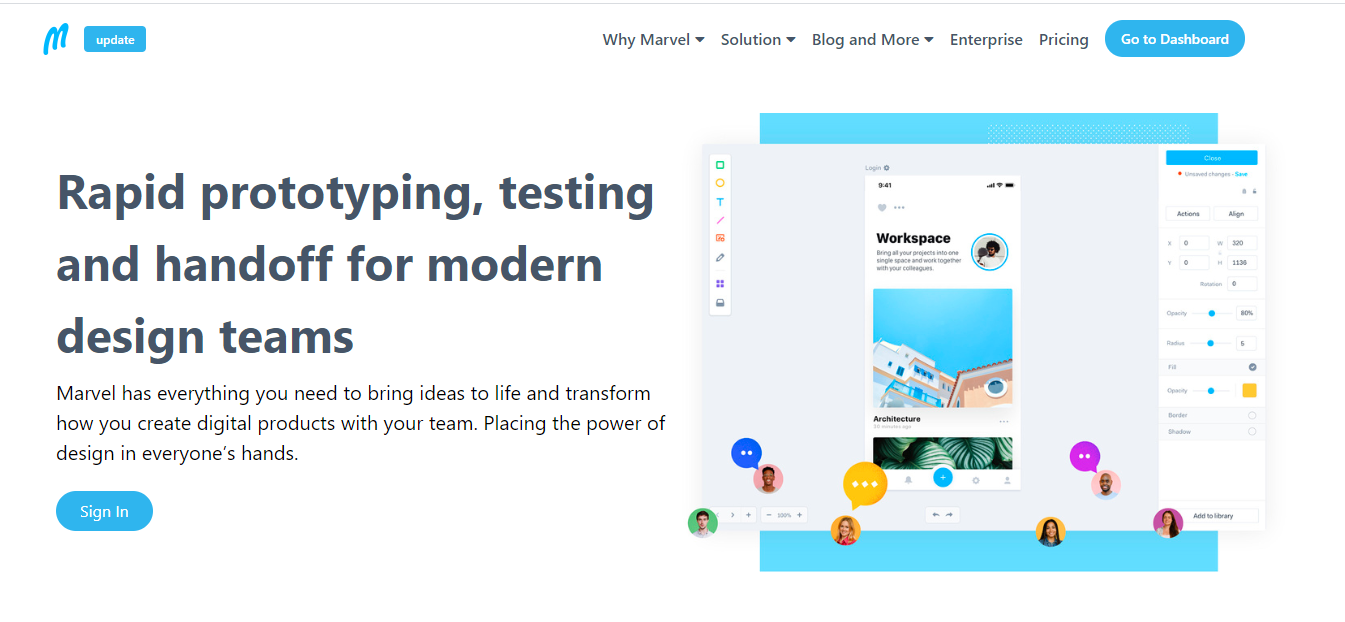 update
Why Marvel
Solution
Blog and More
Enterprise
Pricing
Go to Dashboard
Rapid prototyping, testing
and handoff for modern
design teams
Marvel has everything you need to bring ideas to life and transform
how you create digital products with your team. Placing the power of
design in everyone’s hands.
Sign In
Login
9:41
Workspace
Bring all your projects into one
single space and work together
with your colleagues.
Architecture
minutes ago
100%
Close
Unsaved changes - Save
Actions
Align
X 0 W 320
Y 0 H 1136
Rotation 0
Opacity 80%
Radius 5
Fill
Opacity
Border
Shadow
Add to library